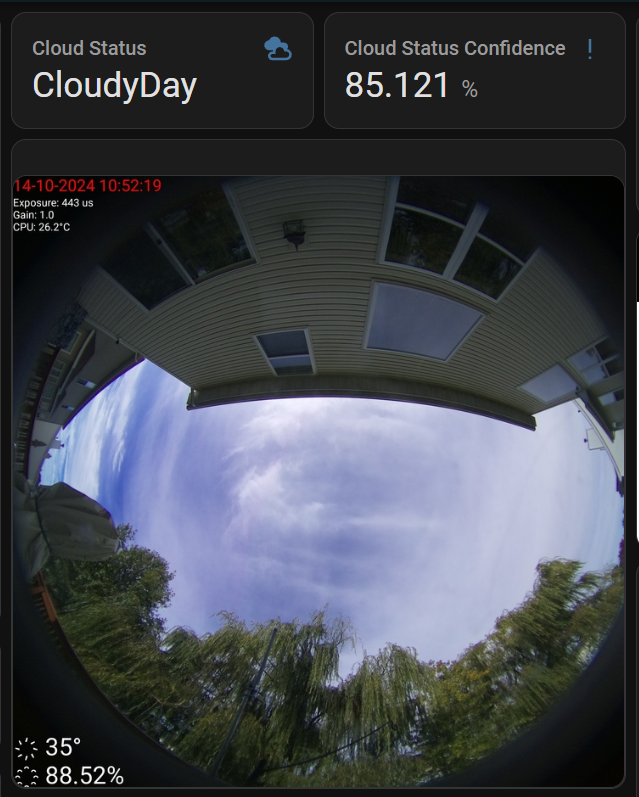 Cloud Status
CloudyDay
Cloud Status Confidence
85.121 %
14-10-2024 10:52:19
Exposure: 443 us
Gain: 1.0
CPU: 26.2°C
35°
88.52%